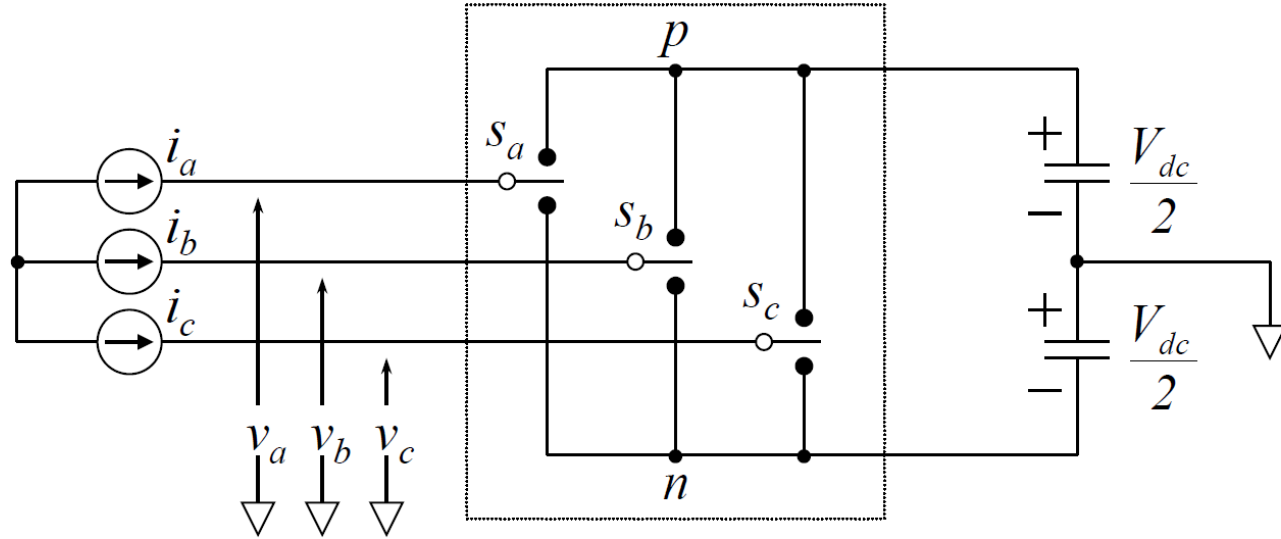 p
i_a
s_a
+
V_dc
2
−
i_b
s_b
i_c
s_c
+
V_dc
2
−
v_a
v_b
v_c
n